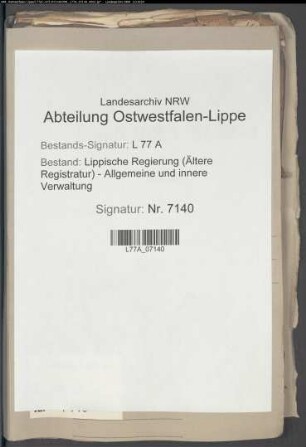 Landesarchiv NRW
Abteilung Ostwestfalen-Lippe
Bestands-Signatur: L 77 A
Bestand: Lippische Regierung (Ältere
Registratur) - Allgemeine und innere
Verwaltung
Signatur: Nr. 7140
L77A_07140